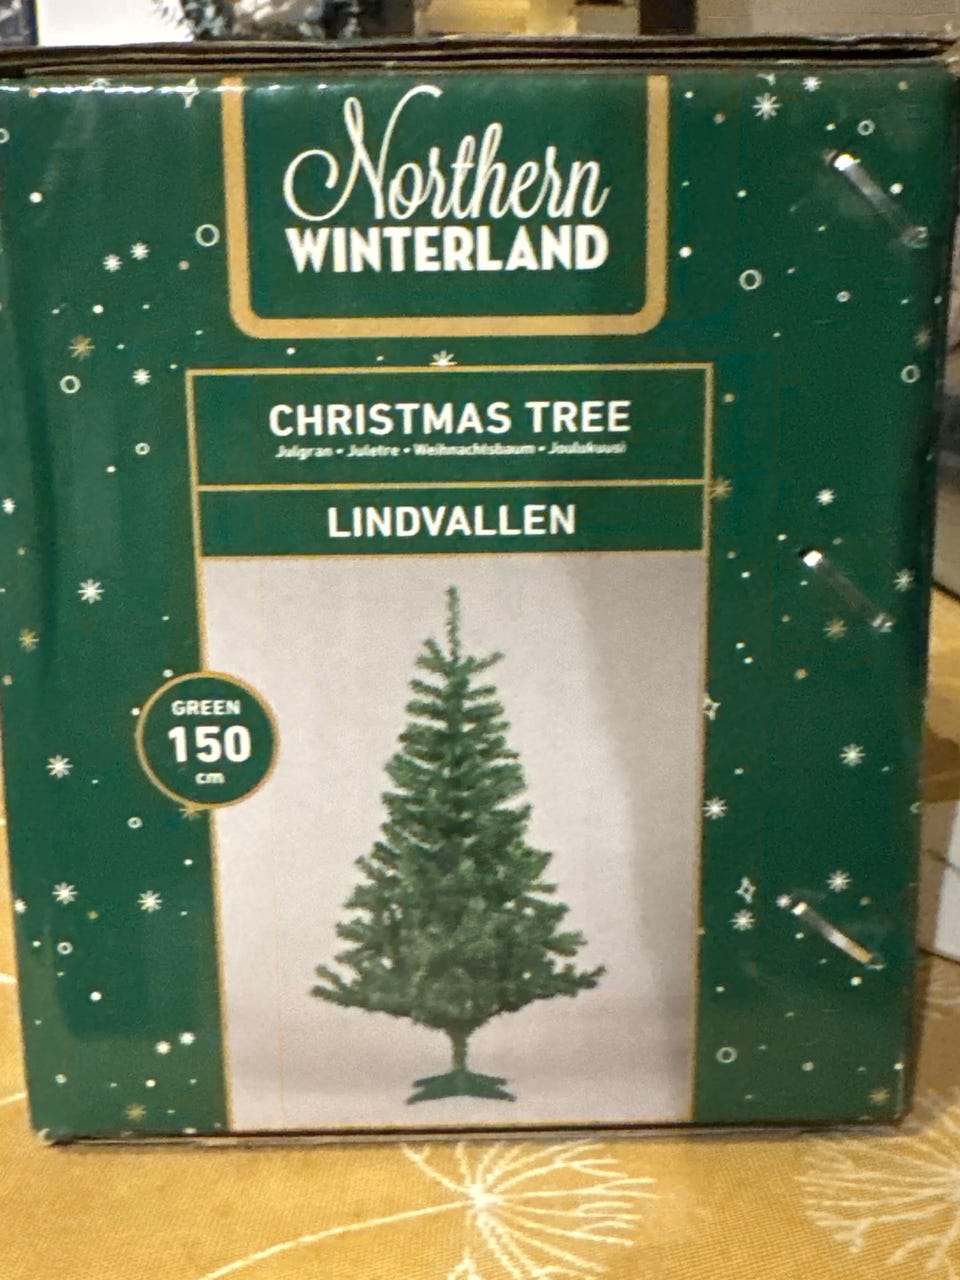 Northern
WINTERLAND
CHRISTMAS TREE
Julgran • Juletre • Weihnachtsbaum • Joulukuusi
LINDVALLEN
GREEN
150
cm